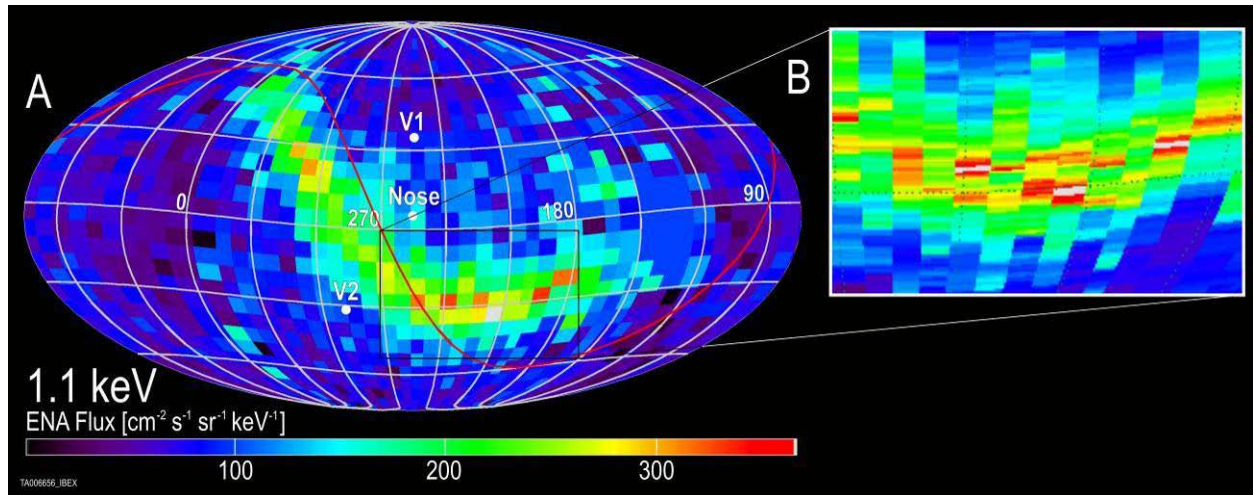 A
B
V1
Nose
0
270
180
90
V2
1.1 keV
ENA Flux [cm⁻² s⁻¹ sr⁻¹ keV⁻¹]
100
200
300
TA006656_IBEX